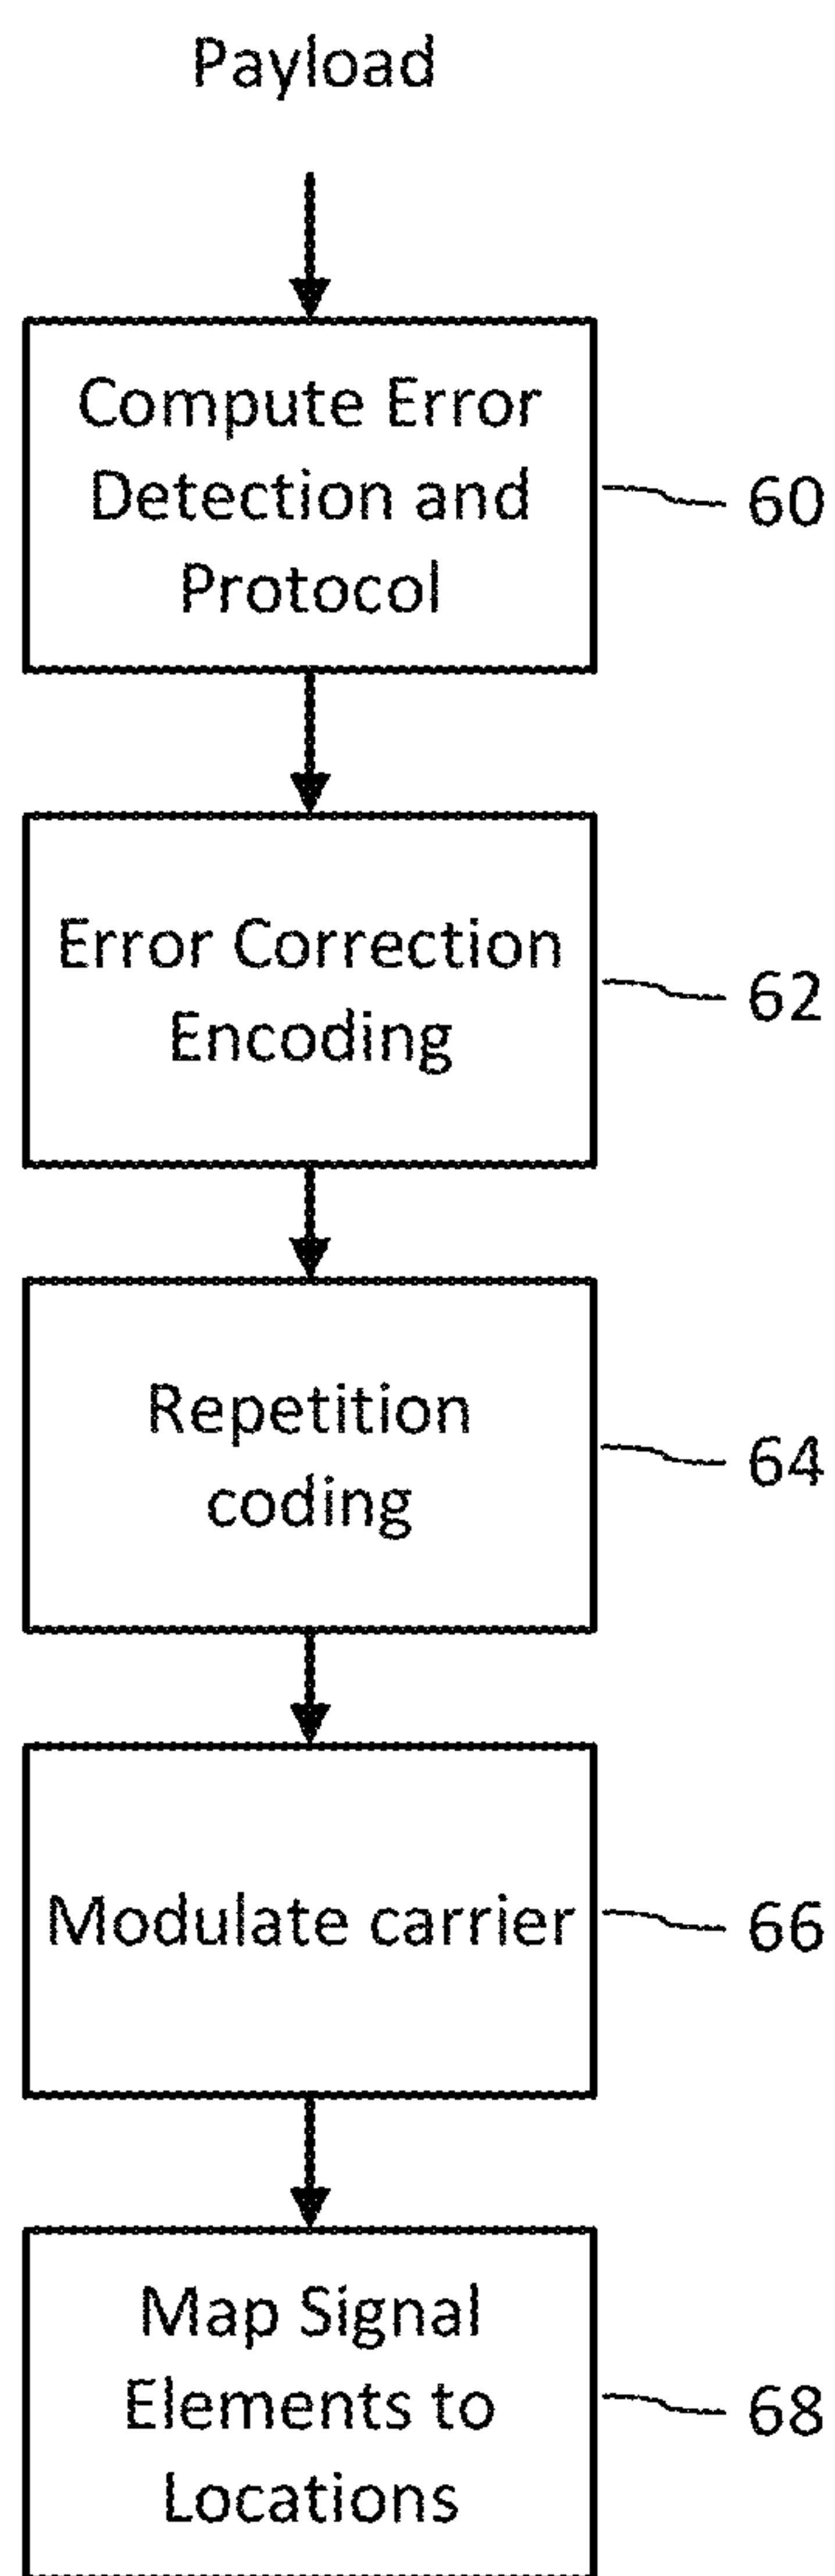 Payload
Compute Error
Detection and
Protocol
60
Error Correction
Encoding
62
Repetition
coding
64
Modulate carrier
66
Map Signal
Elements to
Locations
68